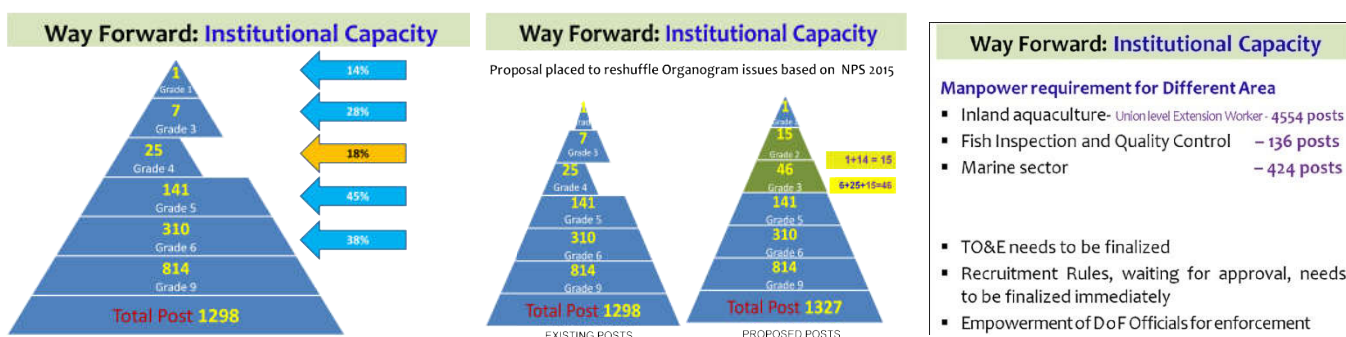 Way Forward: Institutional Capacity
1
Grade 1
7
Grade 3
25
Grade 4
141
Grade 5
310
Grade 6
814
Grade 9
Total Post 1298
14%
28%
18%
45%
38%
Way Forward: Institutional Capacity
Proposal placed to reshuffle Organogram issues based on NPS 2015
7
Grade 3
25
Grade 4
141
Grade 5
310
Grade 6
814
Grade 9
Total Post 1298
EXISTING POSTS
1
15
Grade 2
46
Grade 3
141
Grade 5
310
Grade 6
814
Grade 9
Total Post 1327
PROPOSED POSTS
1+14 = 15
6+25+15=46
Way Forward: Institutional Capacity
Manpower requirement for Different Area
▪ Inland aquaculture- Union level Extension Worker - 4554 posts
▪ Fish Inspection and Quality Control – 136 posts
▪ Marine sector – 424 posts
▪ TO&E needs to be finalized
▪ Recruitment Rules, waiting for approval, needs
to be finalized immediately
▪ Empowerment of DoF Officials for enforcement